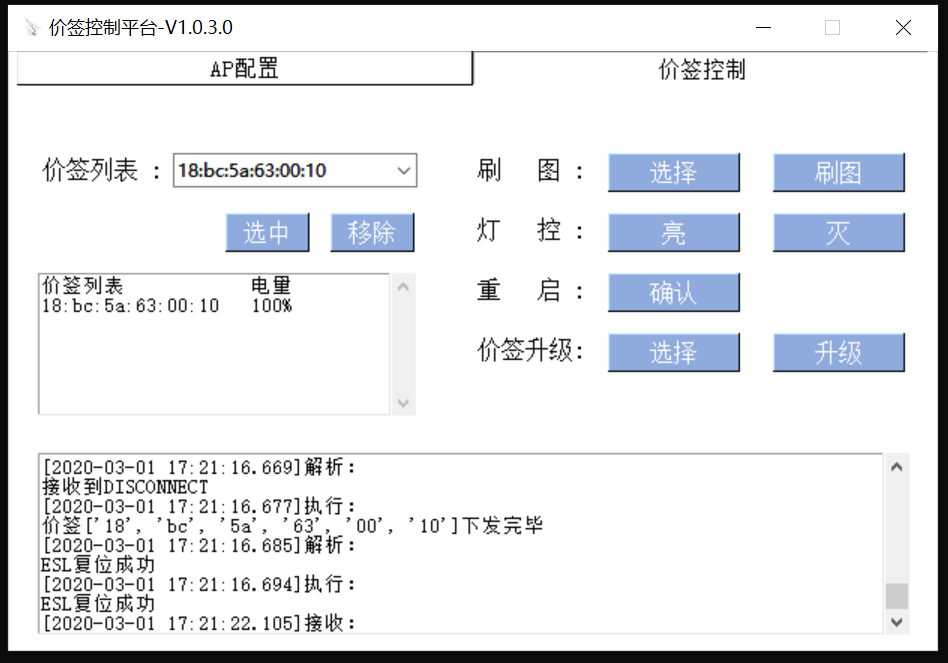 价签控制平台-V1.0.3.0
AP配置
价签控制
价签列表 ：
18:bc:5a:63:00:10
选中
移除
价签列表 电量
18:bc:5a:63:00:10 100%
刷 图 ： 选择 刷图
灯 控 ： 亮 灭
重 启 ： 确认
价签升级： 选择 升级
[2020-03-01 17:21:16.669]解析：
接收到DISCONNECT
[2020-03-01 17:21:16.677]执行：
价签['18', 'bc', '5a', '63', '00', '10']下发完毕
[2020-03-01 17:21:16.685]解析：
ESL复位成功
[2020-03-01 17:21:16.694]执行：
ESL复位成功
[2020-03-01 17:21:22.105]接收：